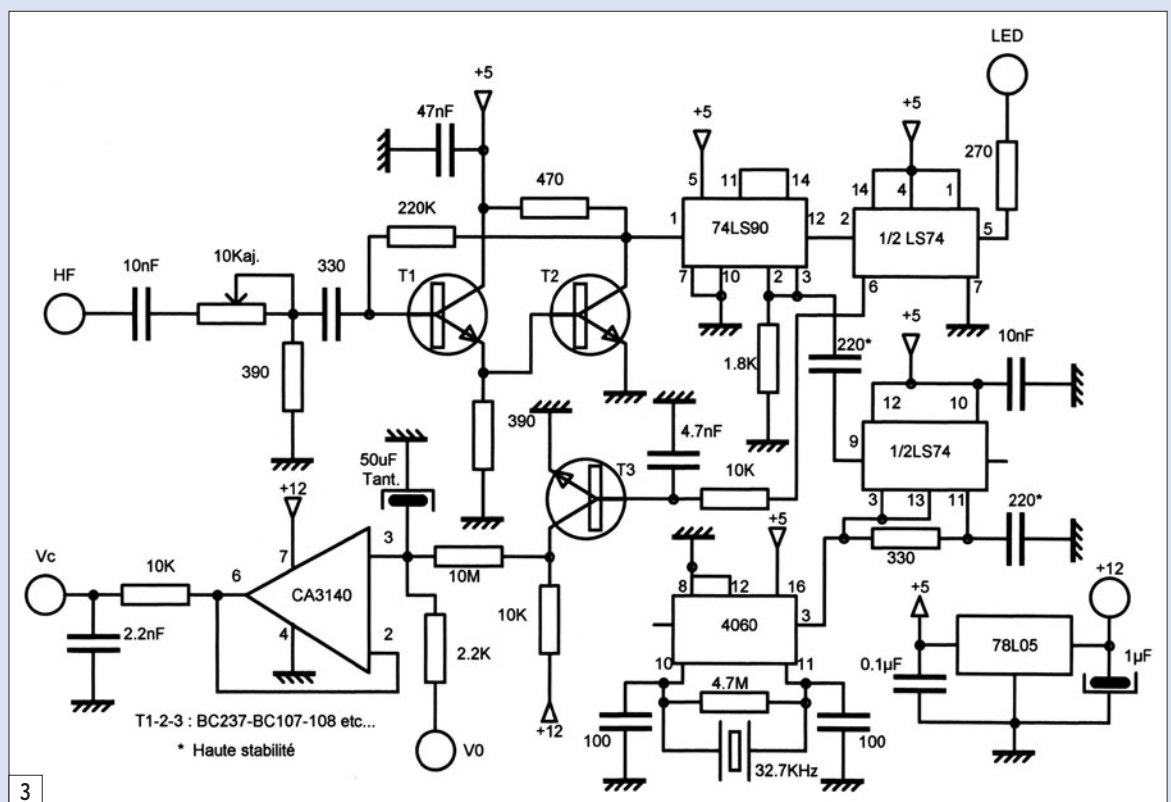 LED
+5
47nF
+5
+5
270
470
11
14
5
14
4
1
220K
1
74LS90
12
2
1/2 LS74
5
HF
10nF
10Kaj.
330
T1
T2
7
10
2
3
6
7
+5
220*
10nF
390
1.8K
12
10
390
4.7nF
9
1/2LS74
50uF
Tant.
T3
10K
3
13
11
+12
+5
220*
Vc
7
3
330
10K
6
CA3140
10M
8
12
16
+12
4
10K
4060
3
+5
2.2nF
2
2.2K
78L05
10
11
0.1µF
1µF
4.7M
T1-2-3 : BC237-BC107-108 etc...
+12
100
100
* Haute stabilité
V0
32.7KHz
3